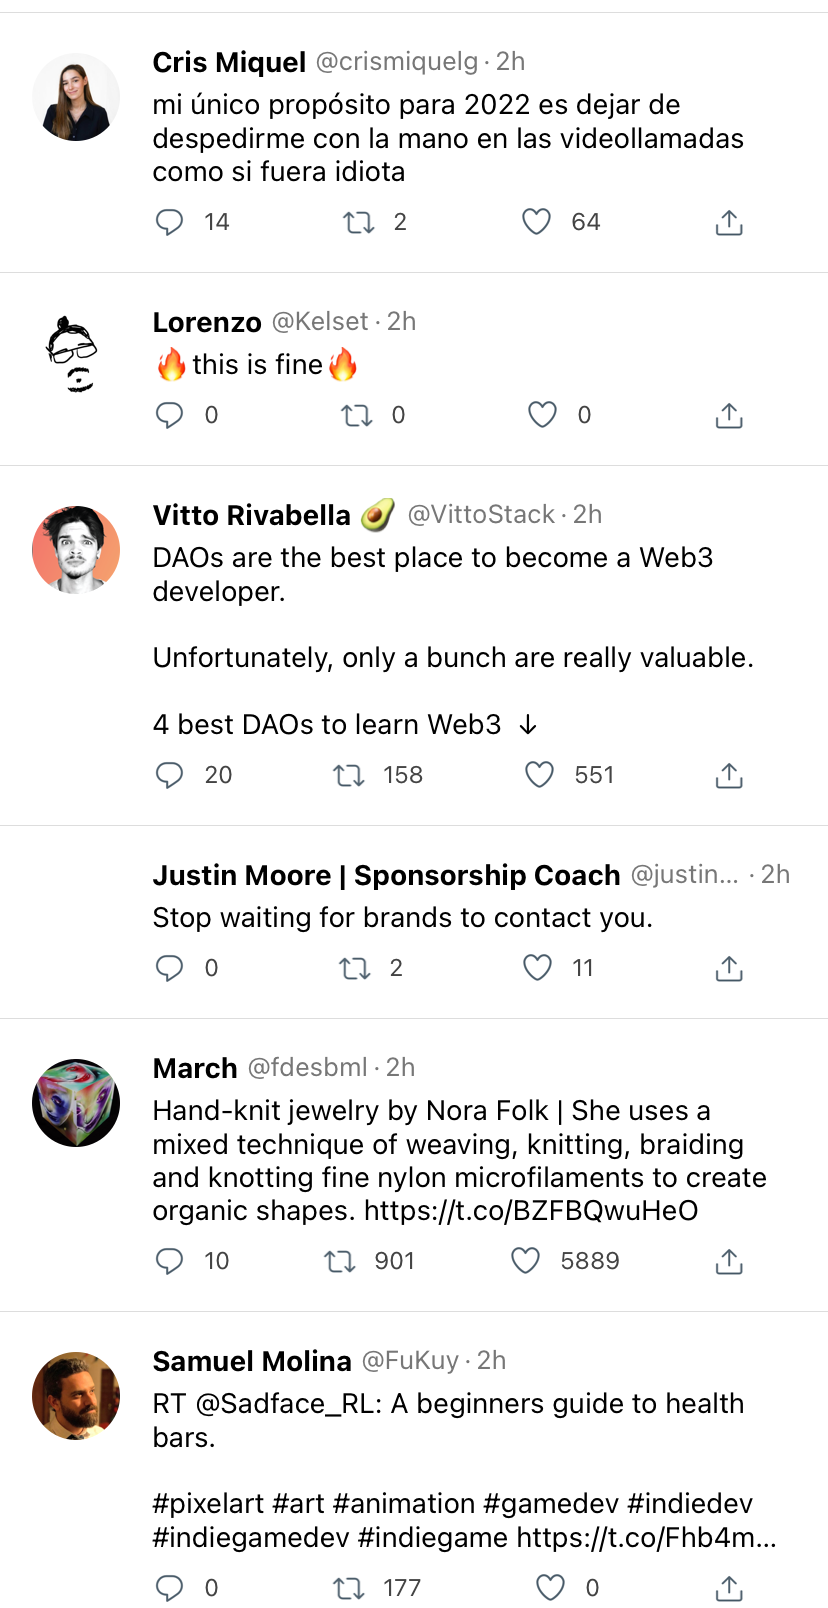 Cris Miquel @crismiquelg · 2h
mi único propósito para 2022 es dejar de
despedirme con la mano en las videollamadas
como si fuera idiota
14 2 64
Lorenzo @Kelset · 2h
🔥this is fine🔥
0 0 0
Vitto Rivabella 🥑 @VittoStack · 2h
DAOs are the best place to become a Web3
developer.
Unfortunately, only a bunch are really valuable.
4 best DAOs to learn Web3 ↓
20 158 551
Justin Moore | Sponsorship Coach @justin... · 2h
Stop waiting for brands to contact you.
0 2 11
March @fdesbml · 2h
Hand-knit jewelry by Nora Folk | She uses a
mixed technique of weaving, knitting, braiding
and knotting fine nylon microfilaments to create
organic shapes. https://t.co/BZFBQwuHeO
10 901 5889
Samuel Molina @FuKuy · 2h
RT @Sadface_RL: A beginners guide to health
bars.
#pixelart #art #animation #gamedev #indiedev
#indiegamedev #indiegame https://t.co/Fhb4m...
0 177 0